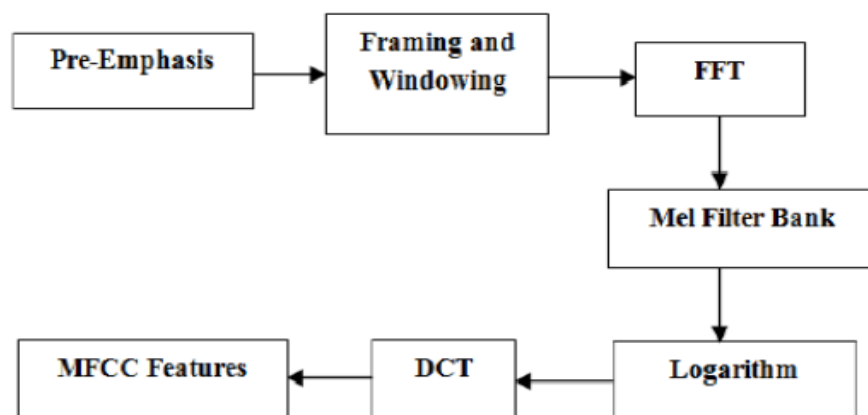 Pre-Emphasis
Framing and
Windowing
FFT
Mel Filter Bank
Logarithm
DCT
MFCC Features